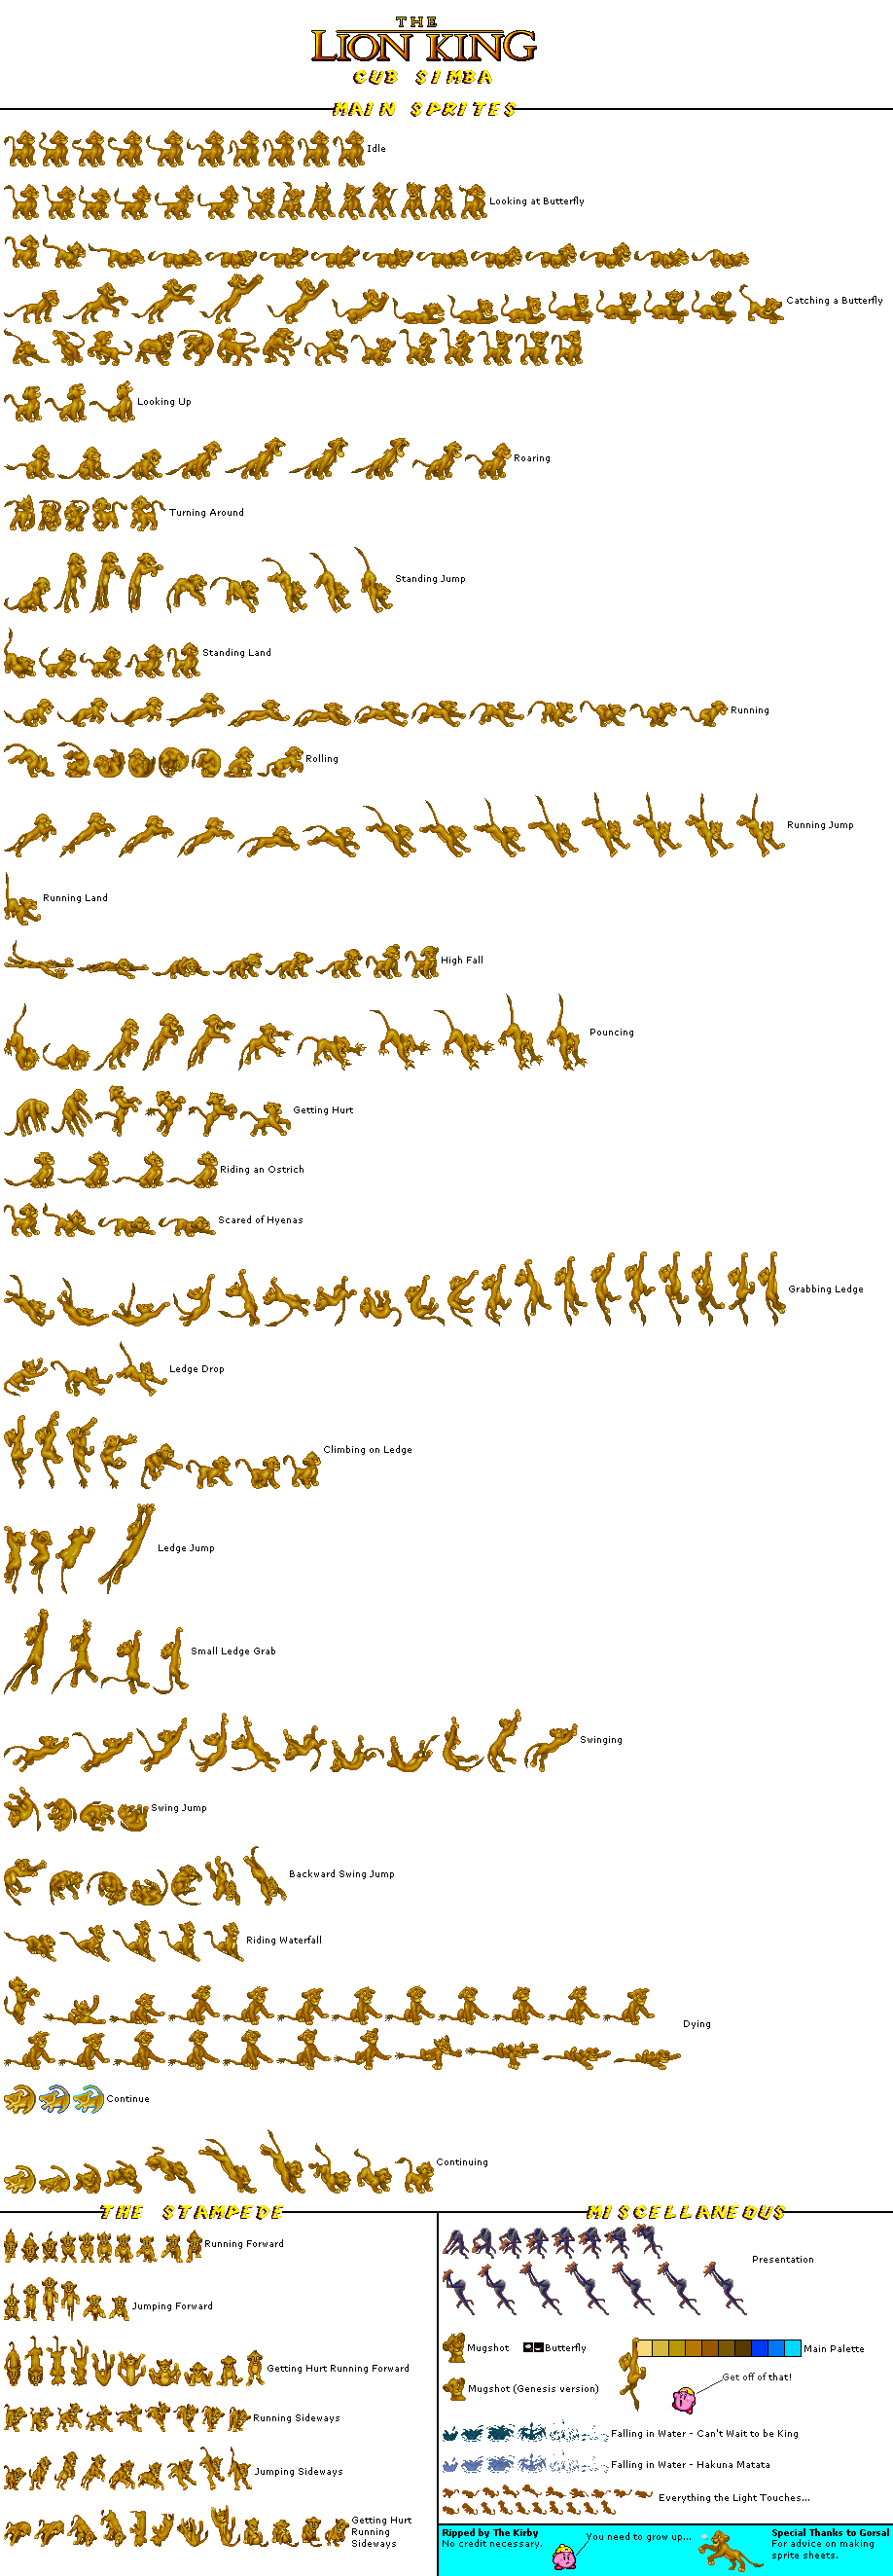 THE
LION KING
CUB SIMBA
MAIN SPRITES
Idle
Looking at Butterfly
Catching a Butterfly
Looking Up
Roaring
Turning Around
Standing Jump
Standing Land
Running
Rolling
Running Jump
Running Land
High Fall
Pouncing
Getting Hurt
Riding an Ostrich
Scared of Hyenas
Grabbing Ledge
Ledge Drop
Climbing on Ledge
Ledge Jump
Small Ledge Grab
Swinging
Swing Jump
Backward Swing Jump
Riding Waterfall
Dying
Continue
Continuing
THE STAMPEDE
Running Forward
Jumping Forward
Getting Hurt Running Forward
Running Sideways
Jumping Sideways
Getting Hurt
Running
Sideways
MISCELLANEOUS
Presentation
Mugshot
Butterfly
Main Palette
Get off of that!
Mugshot (Genesis version)
Falling in Water - Can't Wait to be King
Falling in Water - Hakuna Matata
Everything the Light Touches...
Ripped by The Kirby
No credit necessary.
You need to grow up...
Special Thanks to Gorsal
For advice on making
sprite sheets.